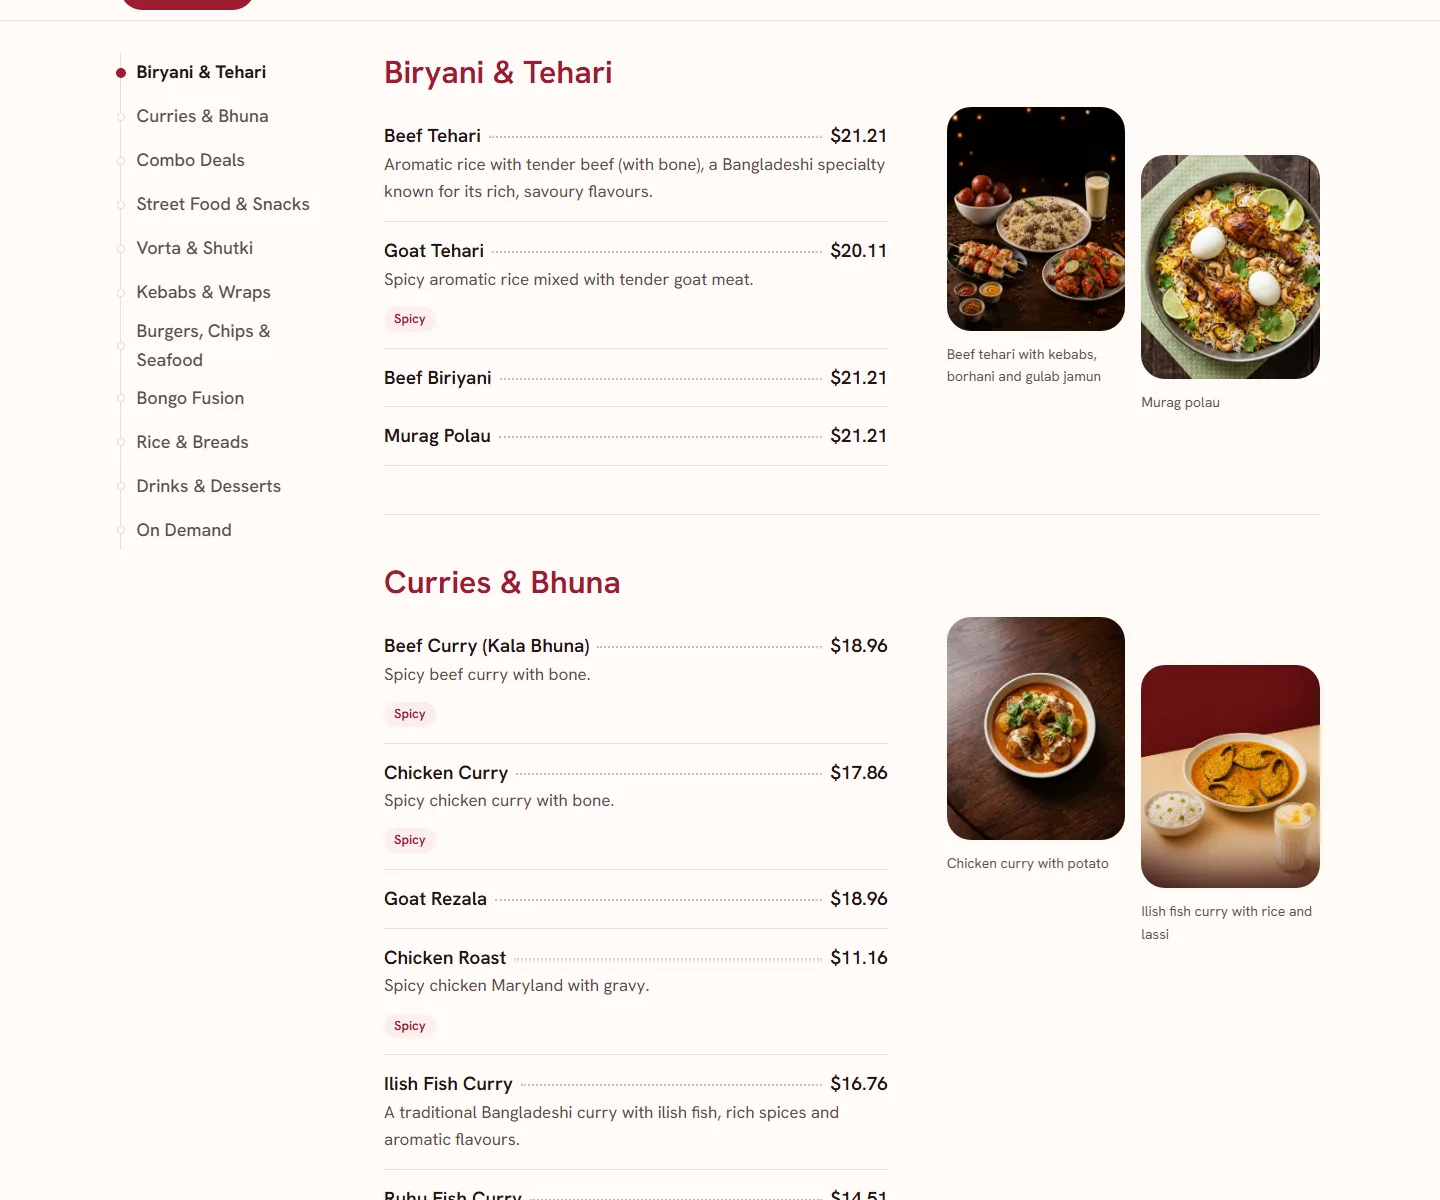 Biryani & Tehari
Curries & Bhuna
Combo Deals
Street Food & Snacks
Vorta & Shutki
Kebabs & Wraps
Burgers, Chips &
Seafood
Bongo Fusion
Rice & Breads
Drinks & Desserts
On Demand
Biryani & Tehari
Beef Tehari $21.21
Aromatic rice with tender beef (with bone), a Bangladeshi specialty
known for its rich, savoury flavours.
Goat Tehari $20.11
Spicy aromatic rice mixed with tender goat meat.
Spicy
Beef Biriyani $21.21
Murag Polau $21.21
Beef tehari with kebabs,
borhani and gulab jamun
Murag polau
Curries & Bhuna
Beef Curry (Kala Bhuna) $18.96
Spicy beef curry with bone.
Spicy
Chicken Curry $17.86
Spicy chicken curry with bone.
Spicy
Goat Rezala $18.96
Chicken Roast $11.16
Spicy chicken Maryland with gravy.
Spicy
Ilish Fish Curry $16.76
A traditional Bangladeshi curry with ilish fish, rich spices and
aromatic flavours.
Ruhu Fish Curry $14.51
Chicken curry with potato
Ilish fish curry with rice and
lassi